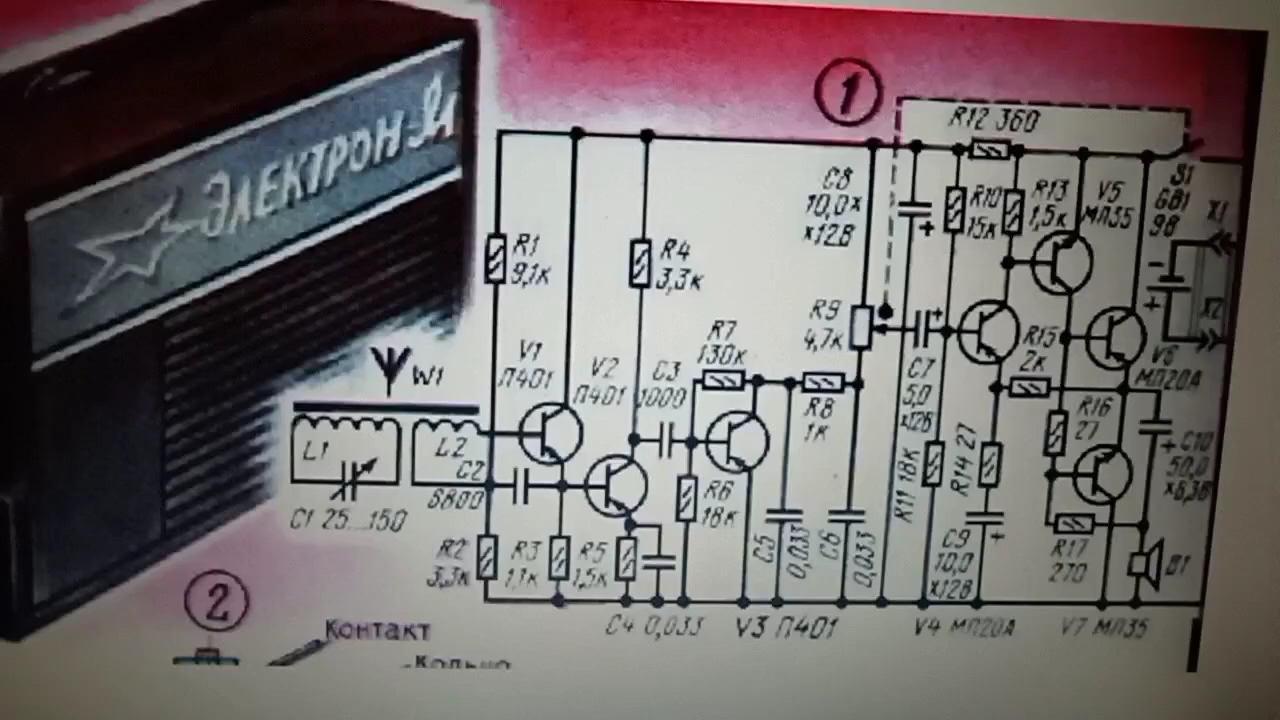 ЭЛЕКТРОН-М
1
R12 360
R1
9,1к
R4
3,3к
C8
10,0×
×12В
R10
15к
R13
1,5к
V5
МП35
S1
GB1
9В
X1
X2
W1
V1
П401
V2
П401
C3
1000
R7
130к
R8
1к
R9
4,7к
C7
5,0
×12В
R15
2к
V6
МП20А
L1
L2
C1 25...150
C2
6800
R6
18к
R11 18К
R14 27
R16
27
C10
50,0
×6,3В
R2
3,3к
R3
1,1к
R5
1,5к
C5
0,033
C6
0,033
C9
10,0
×12В
R17
270
В1
C4 0,033
V3 П401
V4 МП20А
V7 МП35
2
Контакт
Кольцо